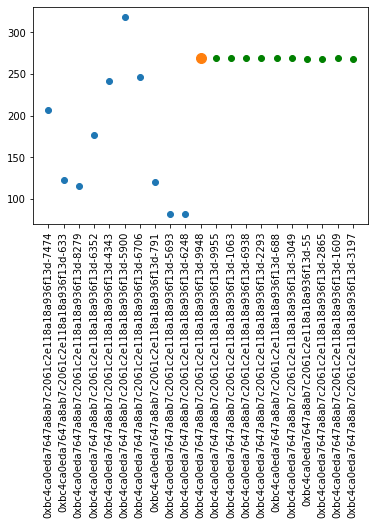 300
250
200
150
100
0xbc4ca0eda7647a8ab7c2061c2e118a18a936f13d-7474
0xbc4ca0eda7647a8ab7c2061c2e118a18a936f13d-633
0xbc4ca0eda7647a8ab7c2061c2e118a18a936f13d-8279
0xbc4ca0eda7647a8ab7c2061c2e118a18a936f13d-6352
0xbc4ca0eda7647a8ab7c2061c2e118a18a936f13d-4343
0xbc4ca0eda7647a8ab7c2061c2e118a18a936f13d-5900
0xbc4ca0eda7647a8ab7c2061c2e118a18a936f13d-6706
0xbc4ca0eda7647a8ab7c2061c2e118a18a936f13d-791
0xbc4ca0eda7647a8ab7c2061c2e118a18a936f13d-5693
0xbc4ca0eda7647a8ab7c2061c2e118a18a936f13d-6248
0xbc4ca0eda7647a8ab7c2061c2e118a18a936f13d-9948
0xbc4ca0eda7647a8ab7c2061c2e118a18a936f13d-9955
0xbc4ca0eda7647a8ab7c2061c2e118a18a936f13d-1063
0xbc4ca0eda7647a8ab7c2061c2e118a18a936f13d-6938
0xbc4ca0eda7647a8ab7c2061c2e118a18a936f13d-2293
0xbc4ca0eda7647a8ab7c2061c2e118a18a936f13d-688
0xbc4ca0eda7647a8ab7c2061c2e118a18a936f13d-3049
0xbc4ca0eda7647a8ab7c2061c2e118a18a936f13d-55
0xbc4ca0eda7647a8ab7c2061c2e118a18a936f13d-2865
0xbc4ca0eda7647a8ab7c2061c2e118a18a936f13d-1609
0xbc4ca0eda7647a8ab7c2061c2e118a18a936f13d-3197